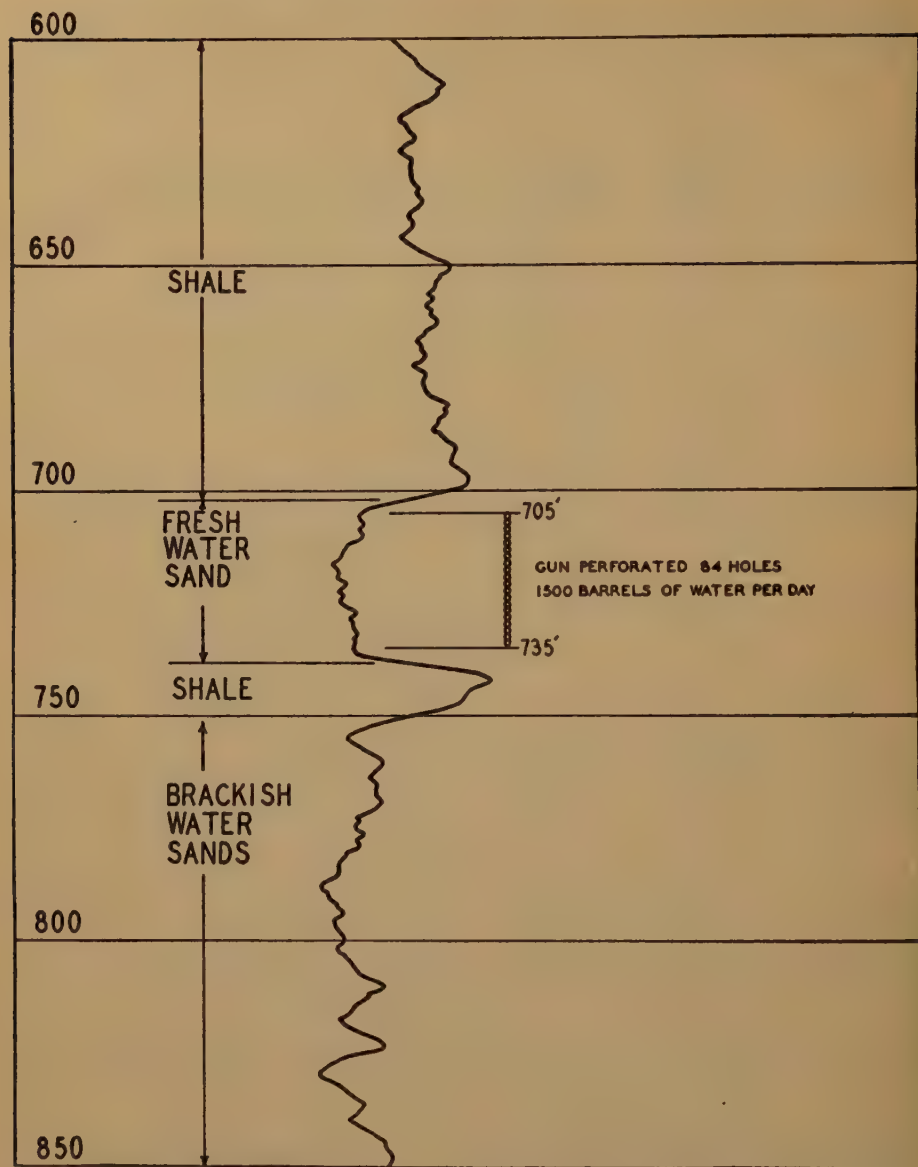 600
650
SHALE
700
705'
FRESH
WATER
SAND
GUN PERFORATED 84 HOLES
1500 BARRELS OF WATER PER DAY
735'
SHALE
750
BRACKISH
WATER
SANDS
800
850